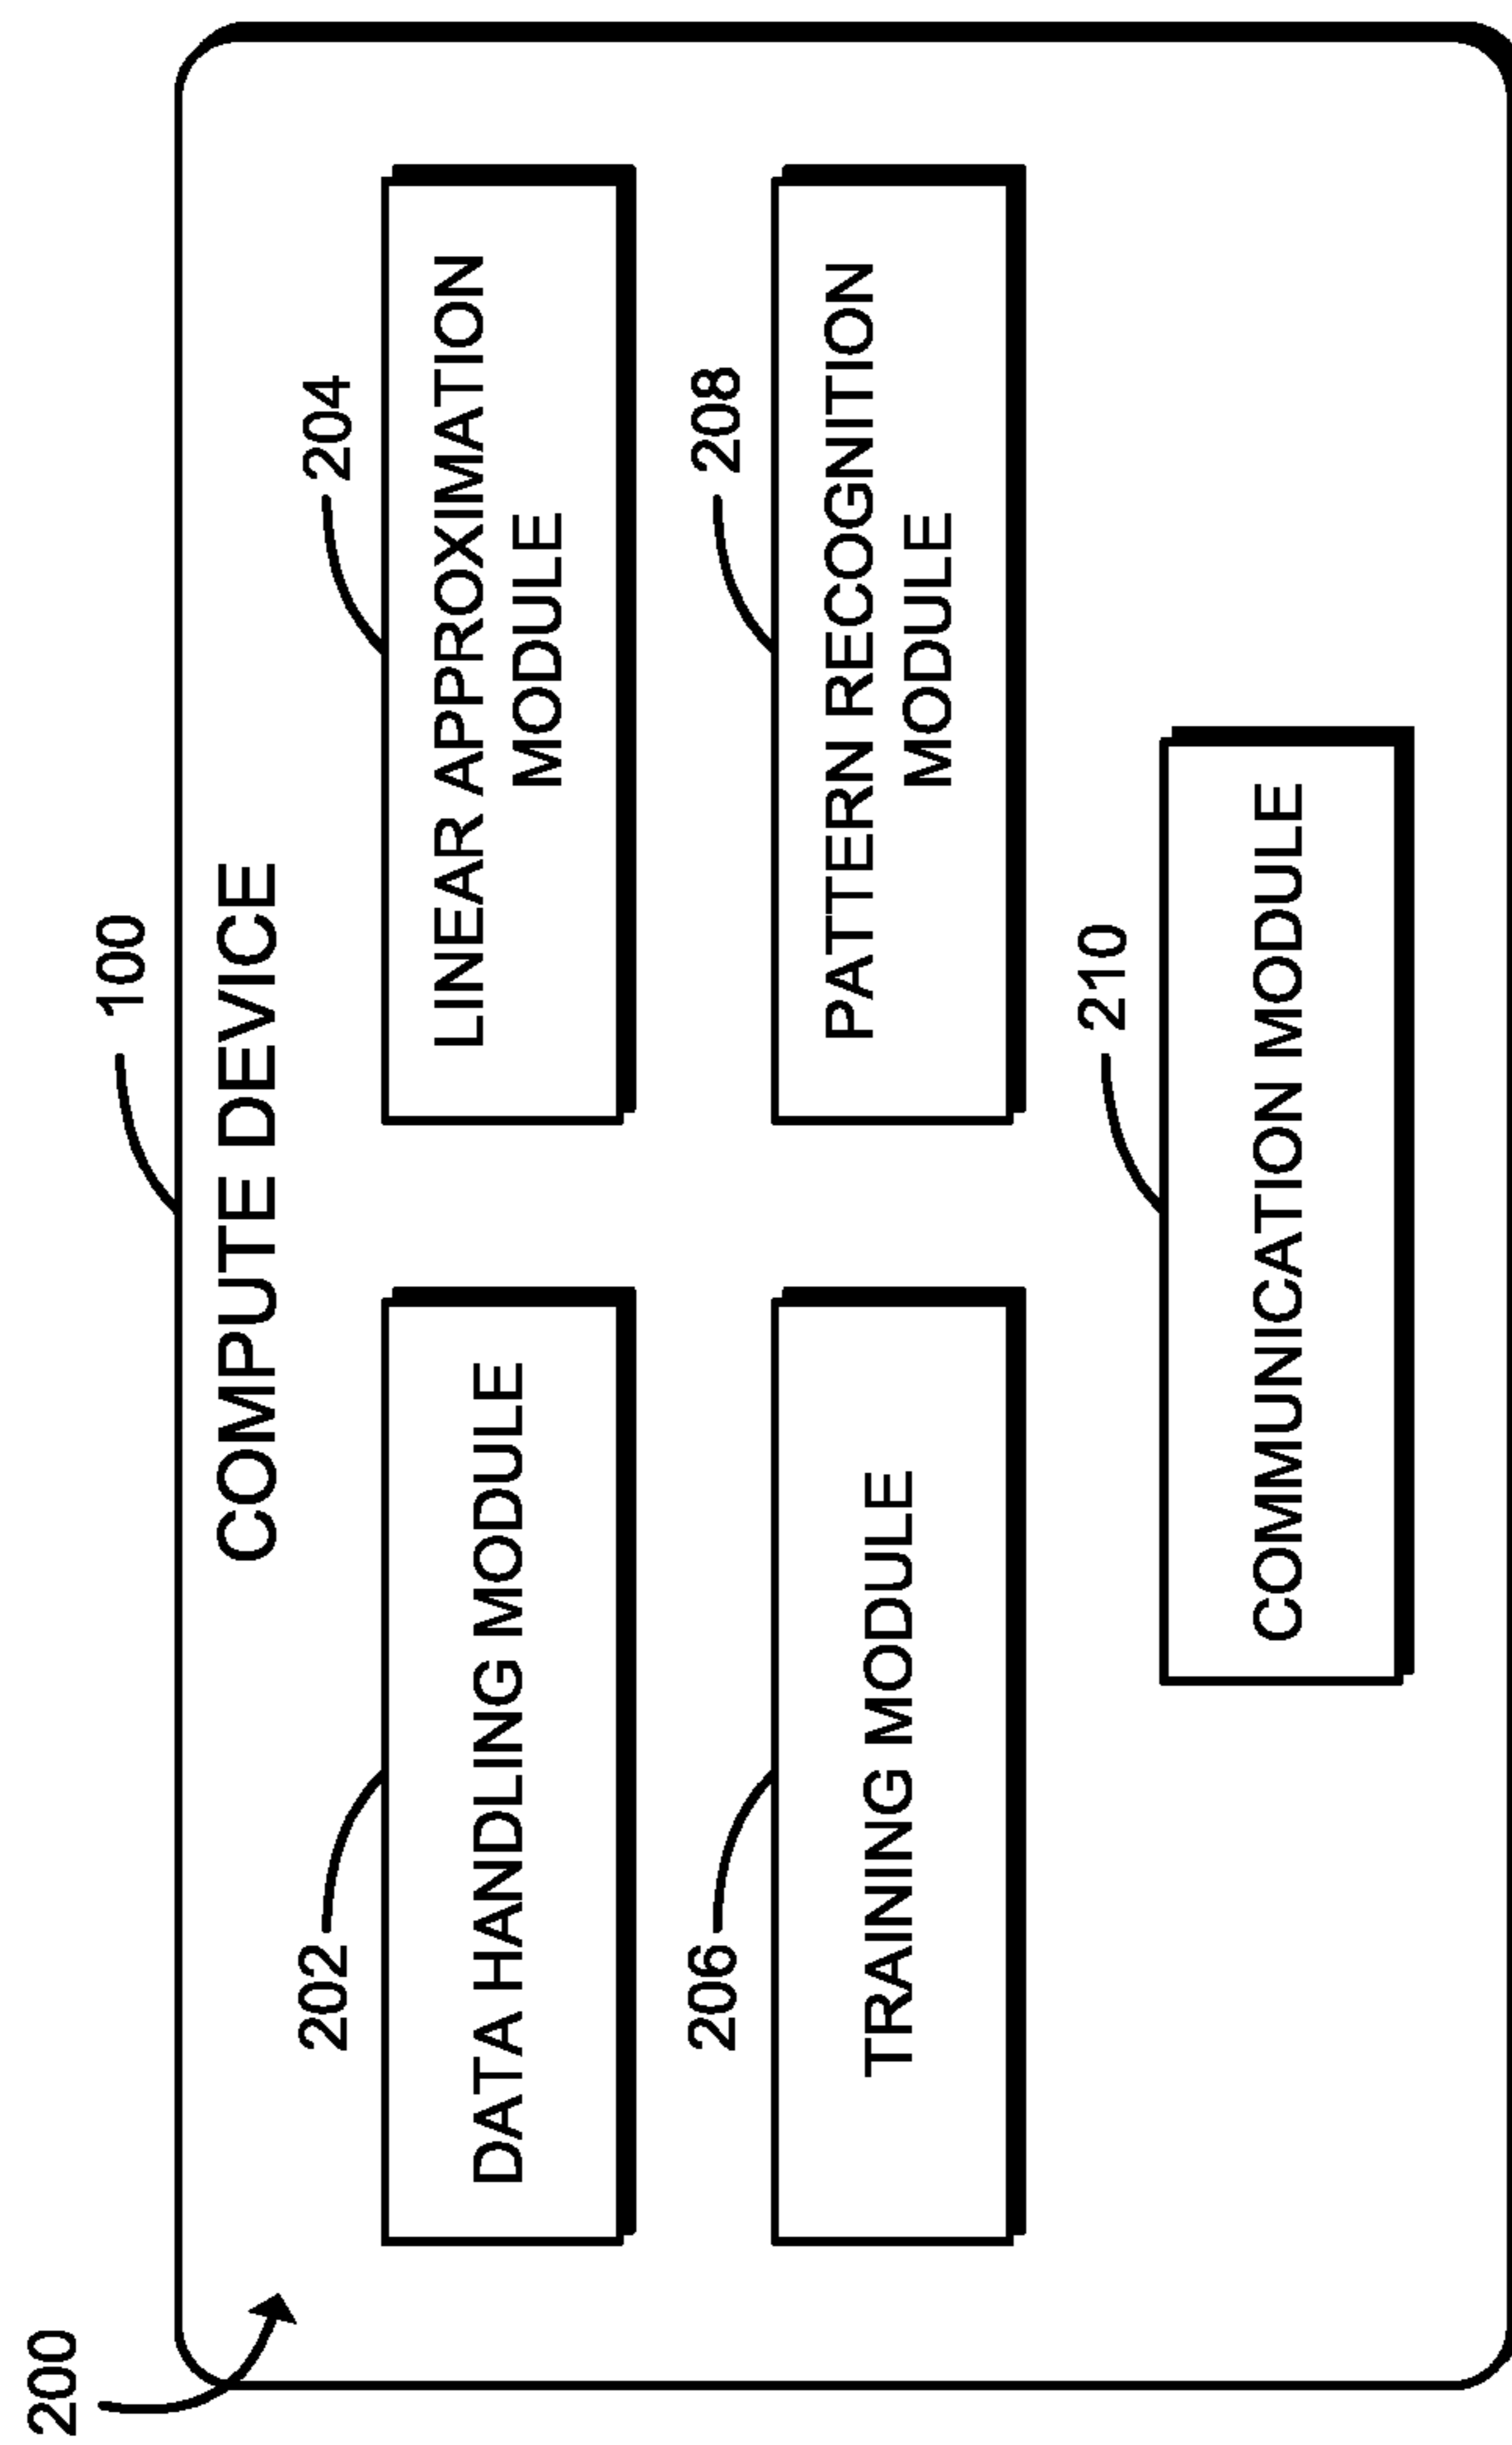 200
100
COMPUTE DEVICE
202
204
DATA HANDLING MODULE
LINEAR APPROXIMATION
MODULE
206
208
TRAINING MODULE
PATTERN RECOGNITION
MODULE
210
COMMUNICATION MODULE